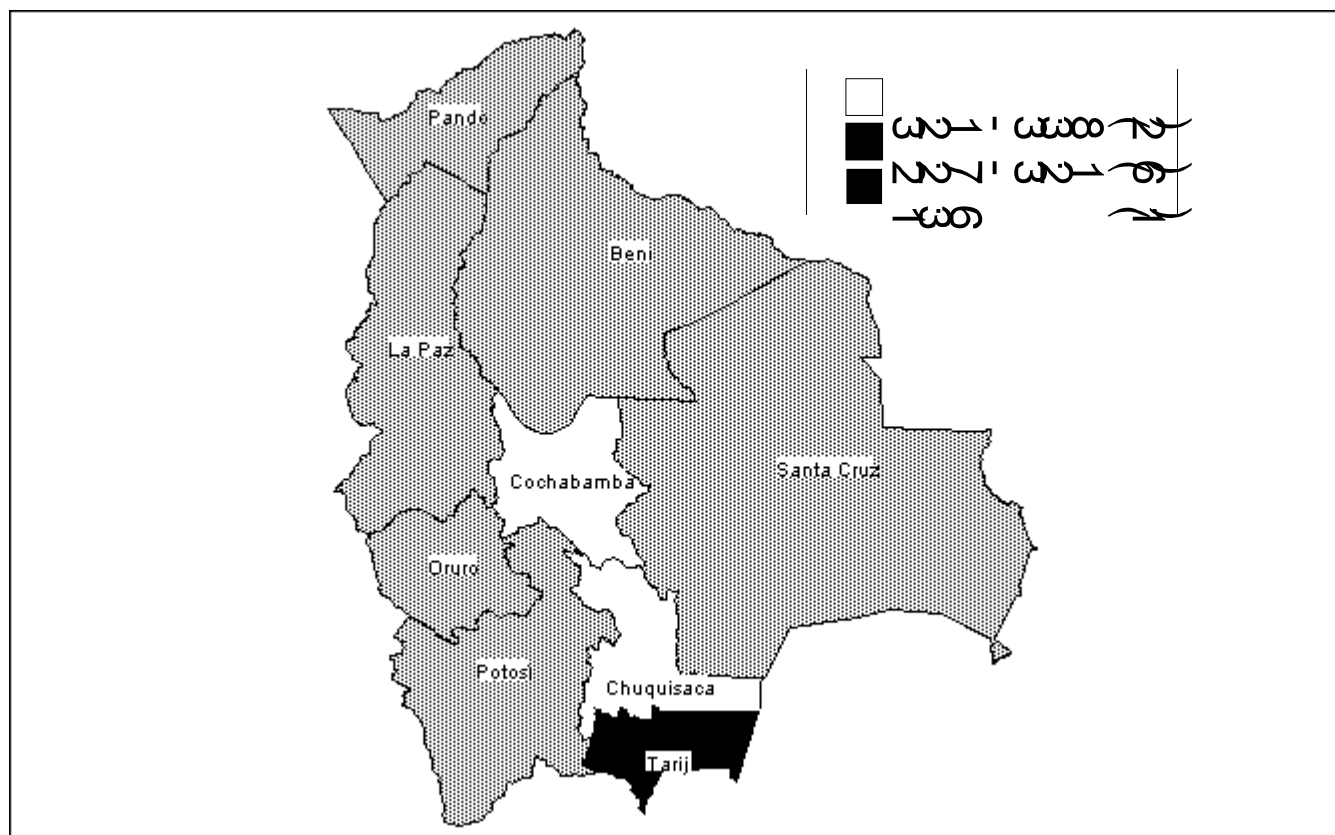 Pando
Beni
La Paz
Santa Cruz
Cochabamba
Oruro
Potosi
Chuquisaca
Tarij